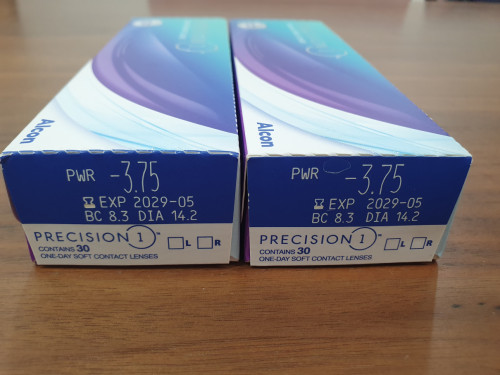 Alcon
PWR -3.75
EXP 2029-05
BC 8.3 DIA 14.2
PRECISION 1™
L R
CONTAINS 30
ONE-DAY SOFT CONTACT LENSES
Alcon
PWR -3.75
EXP 2029-05
BC 8.3 DIA 14.2
PRECISION 1™
L R
CONTAINS 30
ONE-DAY SOFT CONTACT LENSES